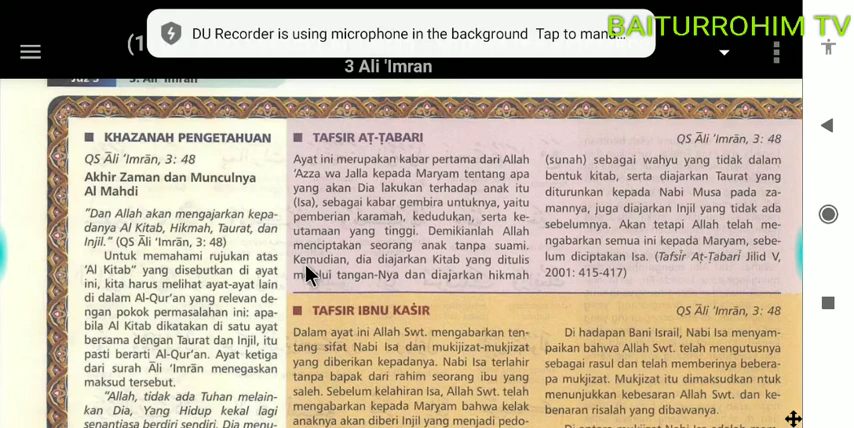 BAITURROHIM TV
DU Recorder is using microphone in the background Tap to mana...
(1
3 Ali 'Imran
KHAZANAH PENGETAHUAN
QS Āli 'Imrān, 3: 48
Akhir Zaman dan Munculnya
Al Mahdi
"Dan Allah akan mengajarkan kepa-
danya Al Kitab, Hikmah, Taurat, dan
Injil." (QS Āli 'Imrān, 3: 48)
Untuk memahami rujukan atas
'Al Kitab" yang disebutkan di ayat
ini, kita harus melihat ayat-ayat lain
di dalam Al-Qur'an yang relevan de-
ngan pokok permasalahan ini: apa-
bila Al Kitab dikatakan di satu ayat
bersama dengan Taurat dan Injil, itu
pasti berarti Al-Qur'an. Ayat ketiga
dari surah Āli 'Imrān menegaskan
maksud tersebut.
"Allah, tidak ada Tuhan melain-
kan Dia, Yang Hidup kekal lagi
senantiasa berdiri sendiri. Dia menu-
TAFSIR AṬ-ṬABARI
QS Āli 'Imrān, 3: 48
Ayat ini merupakan kabar pertama dari Allah
'Azza wa Jalla kepada Maryam tentang apa
yang akan Dia lakukan terhadap anak itu
(Isa), sebagai kabar gembira untuknya, yaitu
pemberian karamah, kedudukan, serta ke-
utamaan yang tinggi. Demikianlah Allah
menciptakan seorang anak tanpa suami.
Kemudian, dia diajarkan Kitab yang ditulis
melalui tangan-Nya dan diajarkan hikmah
(sunah) sebagai wahyu yang tidak dalam
bentuk kitab, serta diajarkan Taurat yang
diturunkan kepada Nabi Musa pada za-
mannya, juga diajarkan Injil yang tidak ada
sebelumnya. Akan tetapi Allah telah me-
ngabarkan semua ini kepada Maryam, sebe-
lum diciptakan Isa. (Tafsir Aṭ-Ṭabari Jilid V,
2001: 415-417)
TAFSIR IBNU KAṠIR
QS Āli 'Imrān, 3: 48
Dalam ayat ini Allah Swt. mengabarkan ten-
tang sifat Nabi Isa dan mukijizat-mukjizat
yang diberikan kepadanya. Nabi Isa terlahir
tanpa bapak dari rahim seorang ibu yang
saleh. Sebelum kelahiran Isa, Allah Swt. telah
mengabarkan kepada Maryam bahwa kelak
anaknya akan diberi Injil yang menjadi pedo-
Di hadapan Bani Israil, Nabi Isa menyam-
paikan bahwa Allah Swt. telah mengutusnya
sebagai rasul dan telah memberinya bebera-
pa mukjizat. Mukjizat itu dimaksudkan ntuk
menunjukkan kebesaran Allah Swt. dan ke-
benaran risalah yang dibawanya.